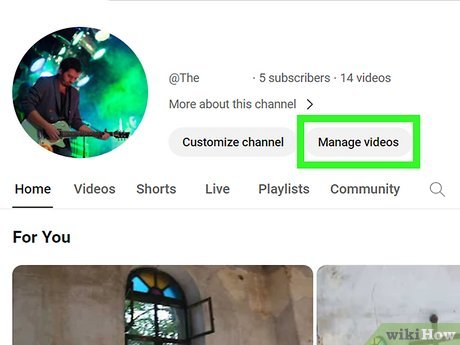 @The · 5 subscribers · 14 videos
More about this channel >
Customize channel Manage videos
Home Videos Shorts Live Playlists Community
For You
wikiHow